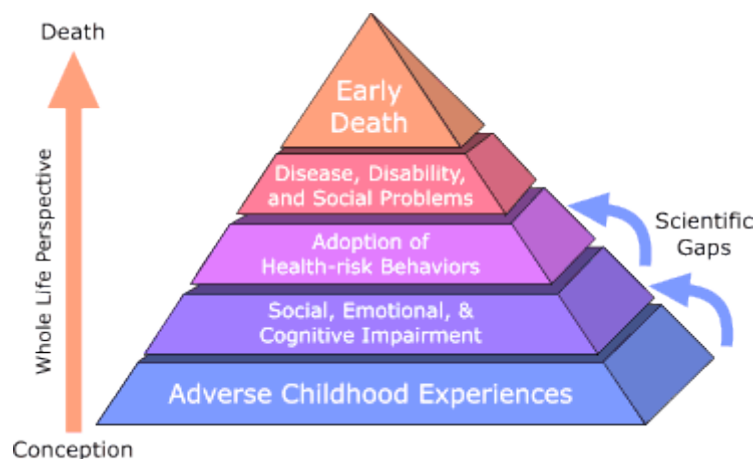 Death
Early
Death
Disease, Disability,
and Social Problems
Adoption of
Health-risk Behaviors
Social, Emotional, &
Cognitive Impairment
Adverse Childhood Experiences
Scientific
Gaps
Whole Life Perspective
Conception